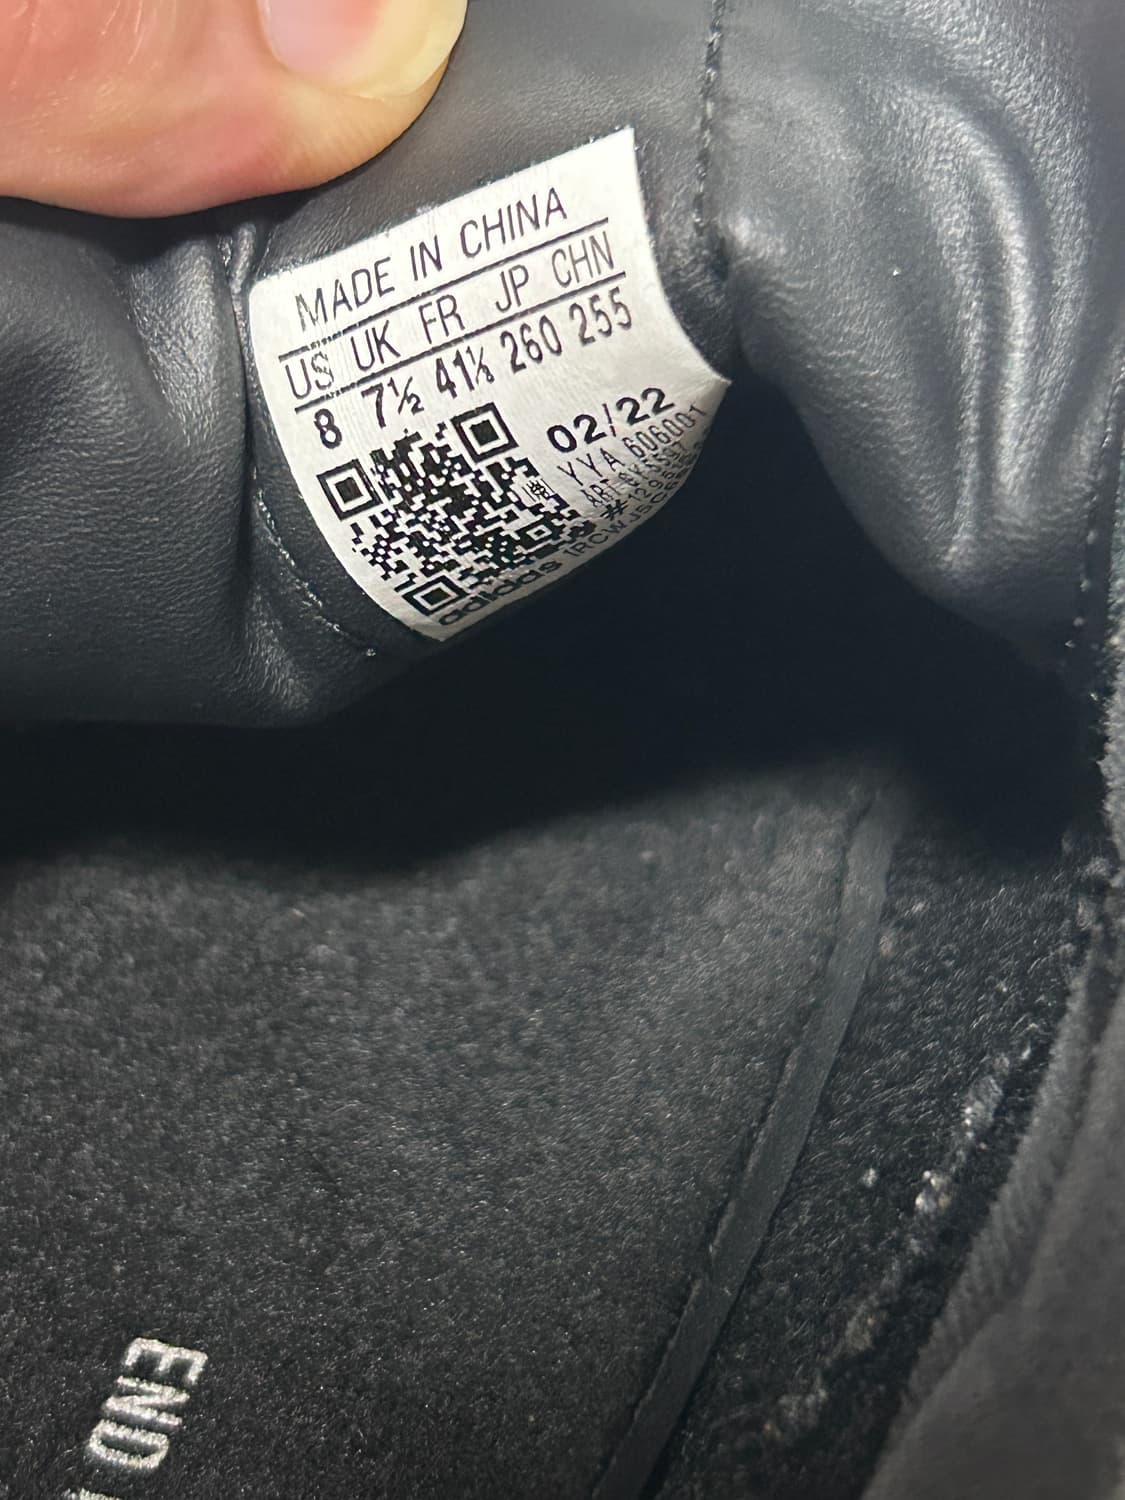 MADE IN CHINA
US UK FR JP CHN
8 7½ 41⅓ 260 255
02/22
YYA 606001
adidas
END